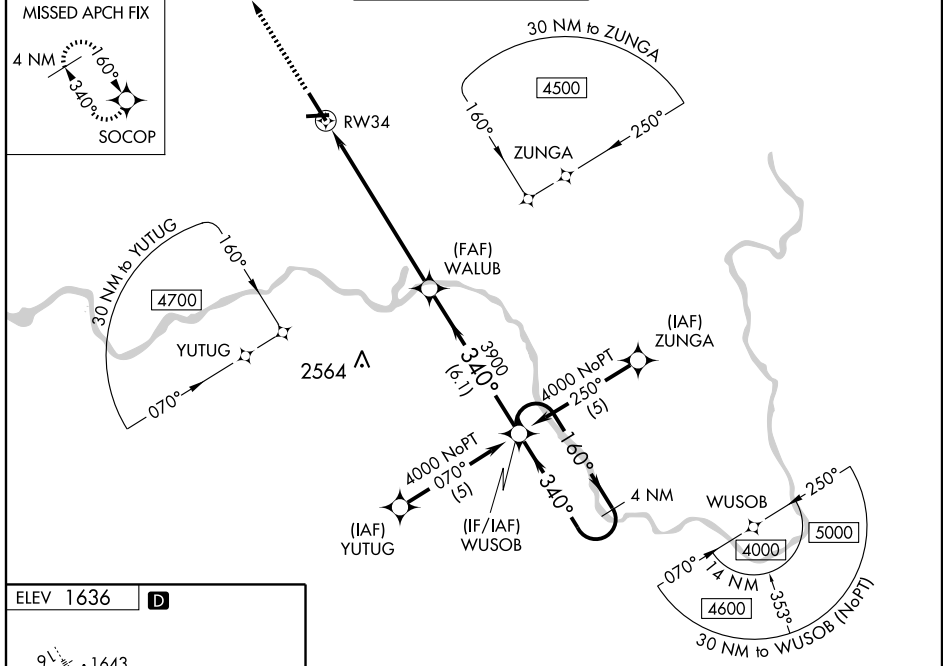 MISSED APCH FIX
4 NM
160°
340°
SOCOP
RW34
30 NM to ZUNGA
4500
160°
250°
ZUNGA
30 NM to YUTUG
160°
4700
YUTUG
070°
(FAF)
WALUB
2564
3900
340°
(6.1)
(IAF)
ZUNGA
4000 NoPT
250°
(5)
4000 NoPT
070°
(5)
160°
340°
4 NM
(IAF)
YUTUG
(IF/IAF)
WUSOB
WUSOB
250°
5000
4000
070°
14 NM
353°
4600
30 NM to WUSOB (NoPT)
ELEV 1636
D
16
1643